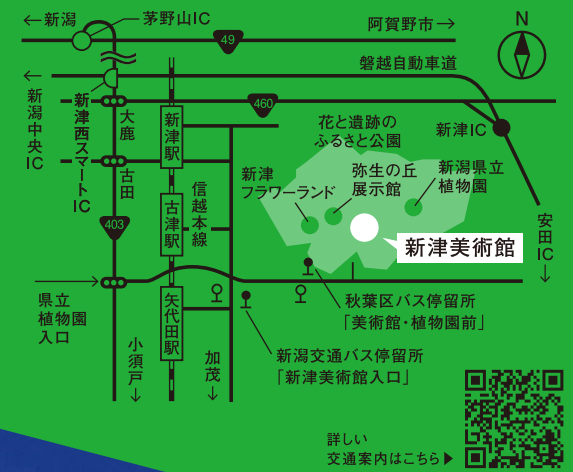 ←新潟
茅野山IC
49
阿賀野市→
N
磐越自動車道
←
新潟中央IC
新津西スマートIC
大鹿
新津駅
460
花と遺跡の
ふるさと公園
新津IC
古田
信越本線
新津
フラワーランド
弥生の丘
展示館
新潟県立
植物園
403
古津駅
新津美術館
安田IC
↓
県立
植物園
入口
矢代田駅
秋葉区バス停留所
「美術館・植物園前」
小須戸
↓
加茂
↓
新潟交通バス停留所
「新津美術館入口」
詳しい
交通案内はこちら▶